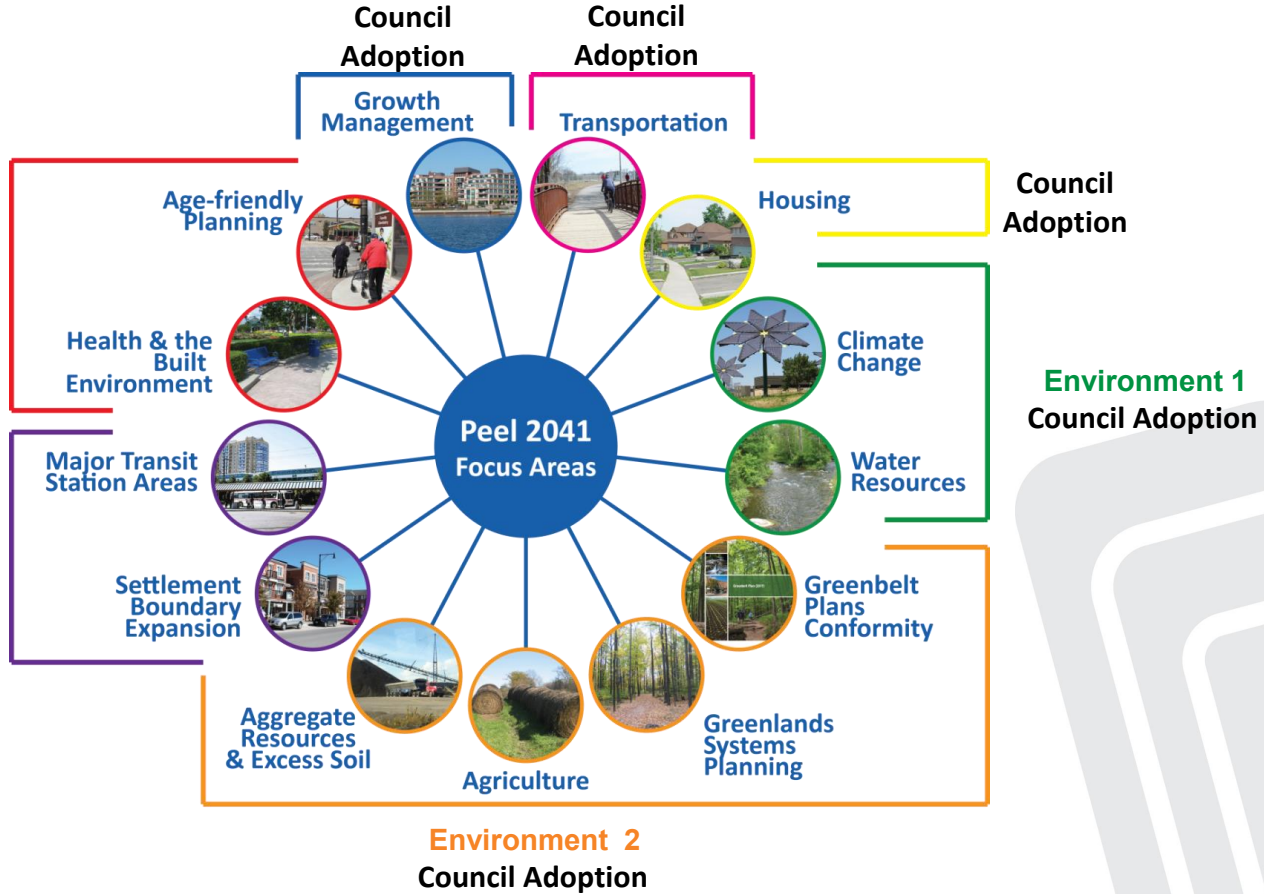 Council
Adoption
Council
Adoption
Growth
Management
Transportation
Age-friendly
Planning
Housing
Council
Adoption
Health & the
Built
Environment
Climate
Change
Environment 1
Council Adoption
Peel 2041
Focus Areas
Major Transit
Station Areas
Water
Resources
Settlement
Boundary
Expansion
Greenbelt
Plans
Conformity
Aggregate
Resources
& Excess Soil
Agriculture
Greenlands
Systems
Planning
Environment 2
Council Adoption